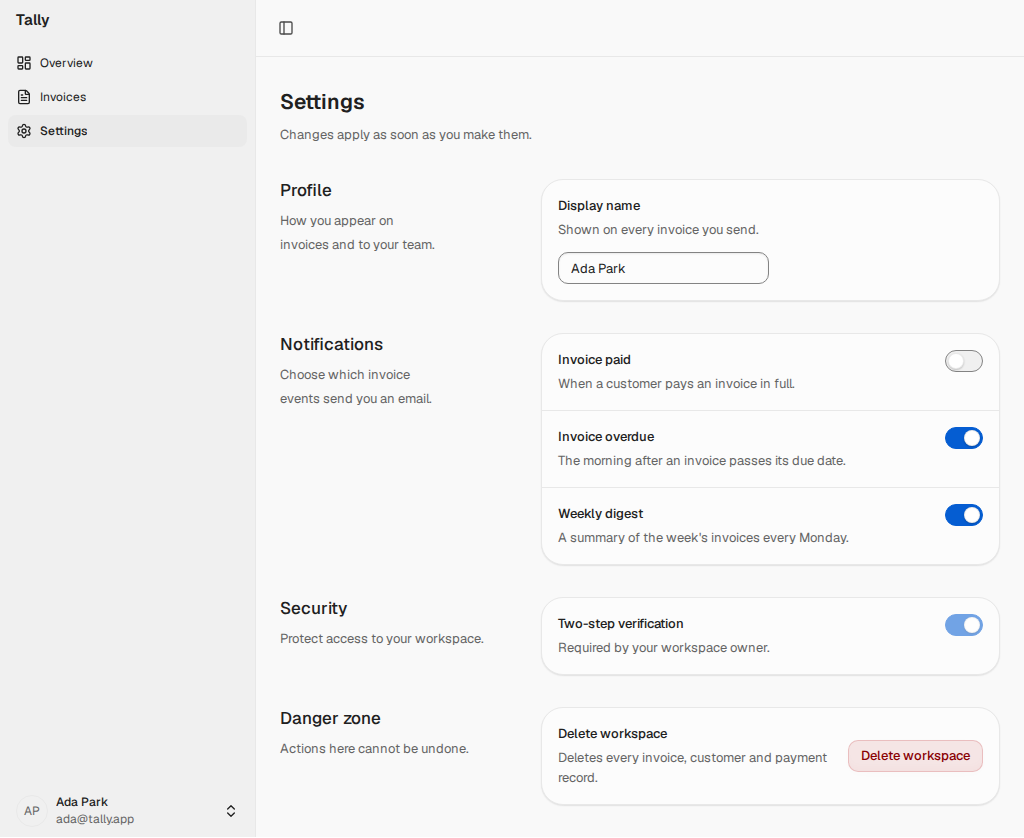 Tally
Overview
Invoices
Settings
AP
Ada Park
ada@tally.app
Settings
Changes apply as soon as you make them.
Profile
How you appear on
invoices and to your team.
Display name
Shown on every invoice you send.
Ada Park
Notifications
Choose which invoice
events send you an email.
Invoice paid
When a customer pays an invoice in full.
Invoice overdue
The morning after an invoice passes its due date.
Weekly digest
A summary of the week's invoices every Monday.
Security
Protect access to your workspace.
Two-step verification
Required by your workspace owner.
Danger zone
Actions here cannot be undone.
Delete workspace
Deletes every invoice, customer and payment
record.
Delete workspace